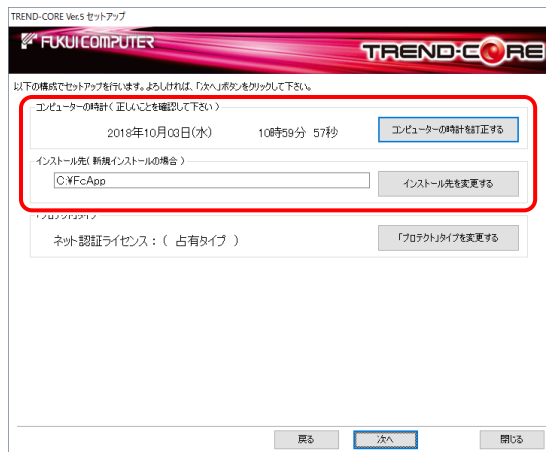 TREND-CORE Ver.5 セットアップ
FUKUI COMPUTER
TREND-CORE
以下の構成でセットアップを行います。よろしければ、「次へ」ボタンをクリックして下さい。
コンピューターの時計( 正しいことを確認して下さい )
2018年10月03日(水) 10時59分 57秒 コンピューターの時計を訂正する
インストール先( 新規インストールの場合 )
C:¥FcApp インストール先を変更する
「プロテクト」タイプ
ネット認証ライセンス : ( 占有タイプ ) 「プロテクト」タイプを変更する
戻る 次へ 閉じる